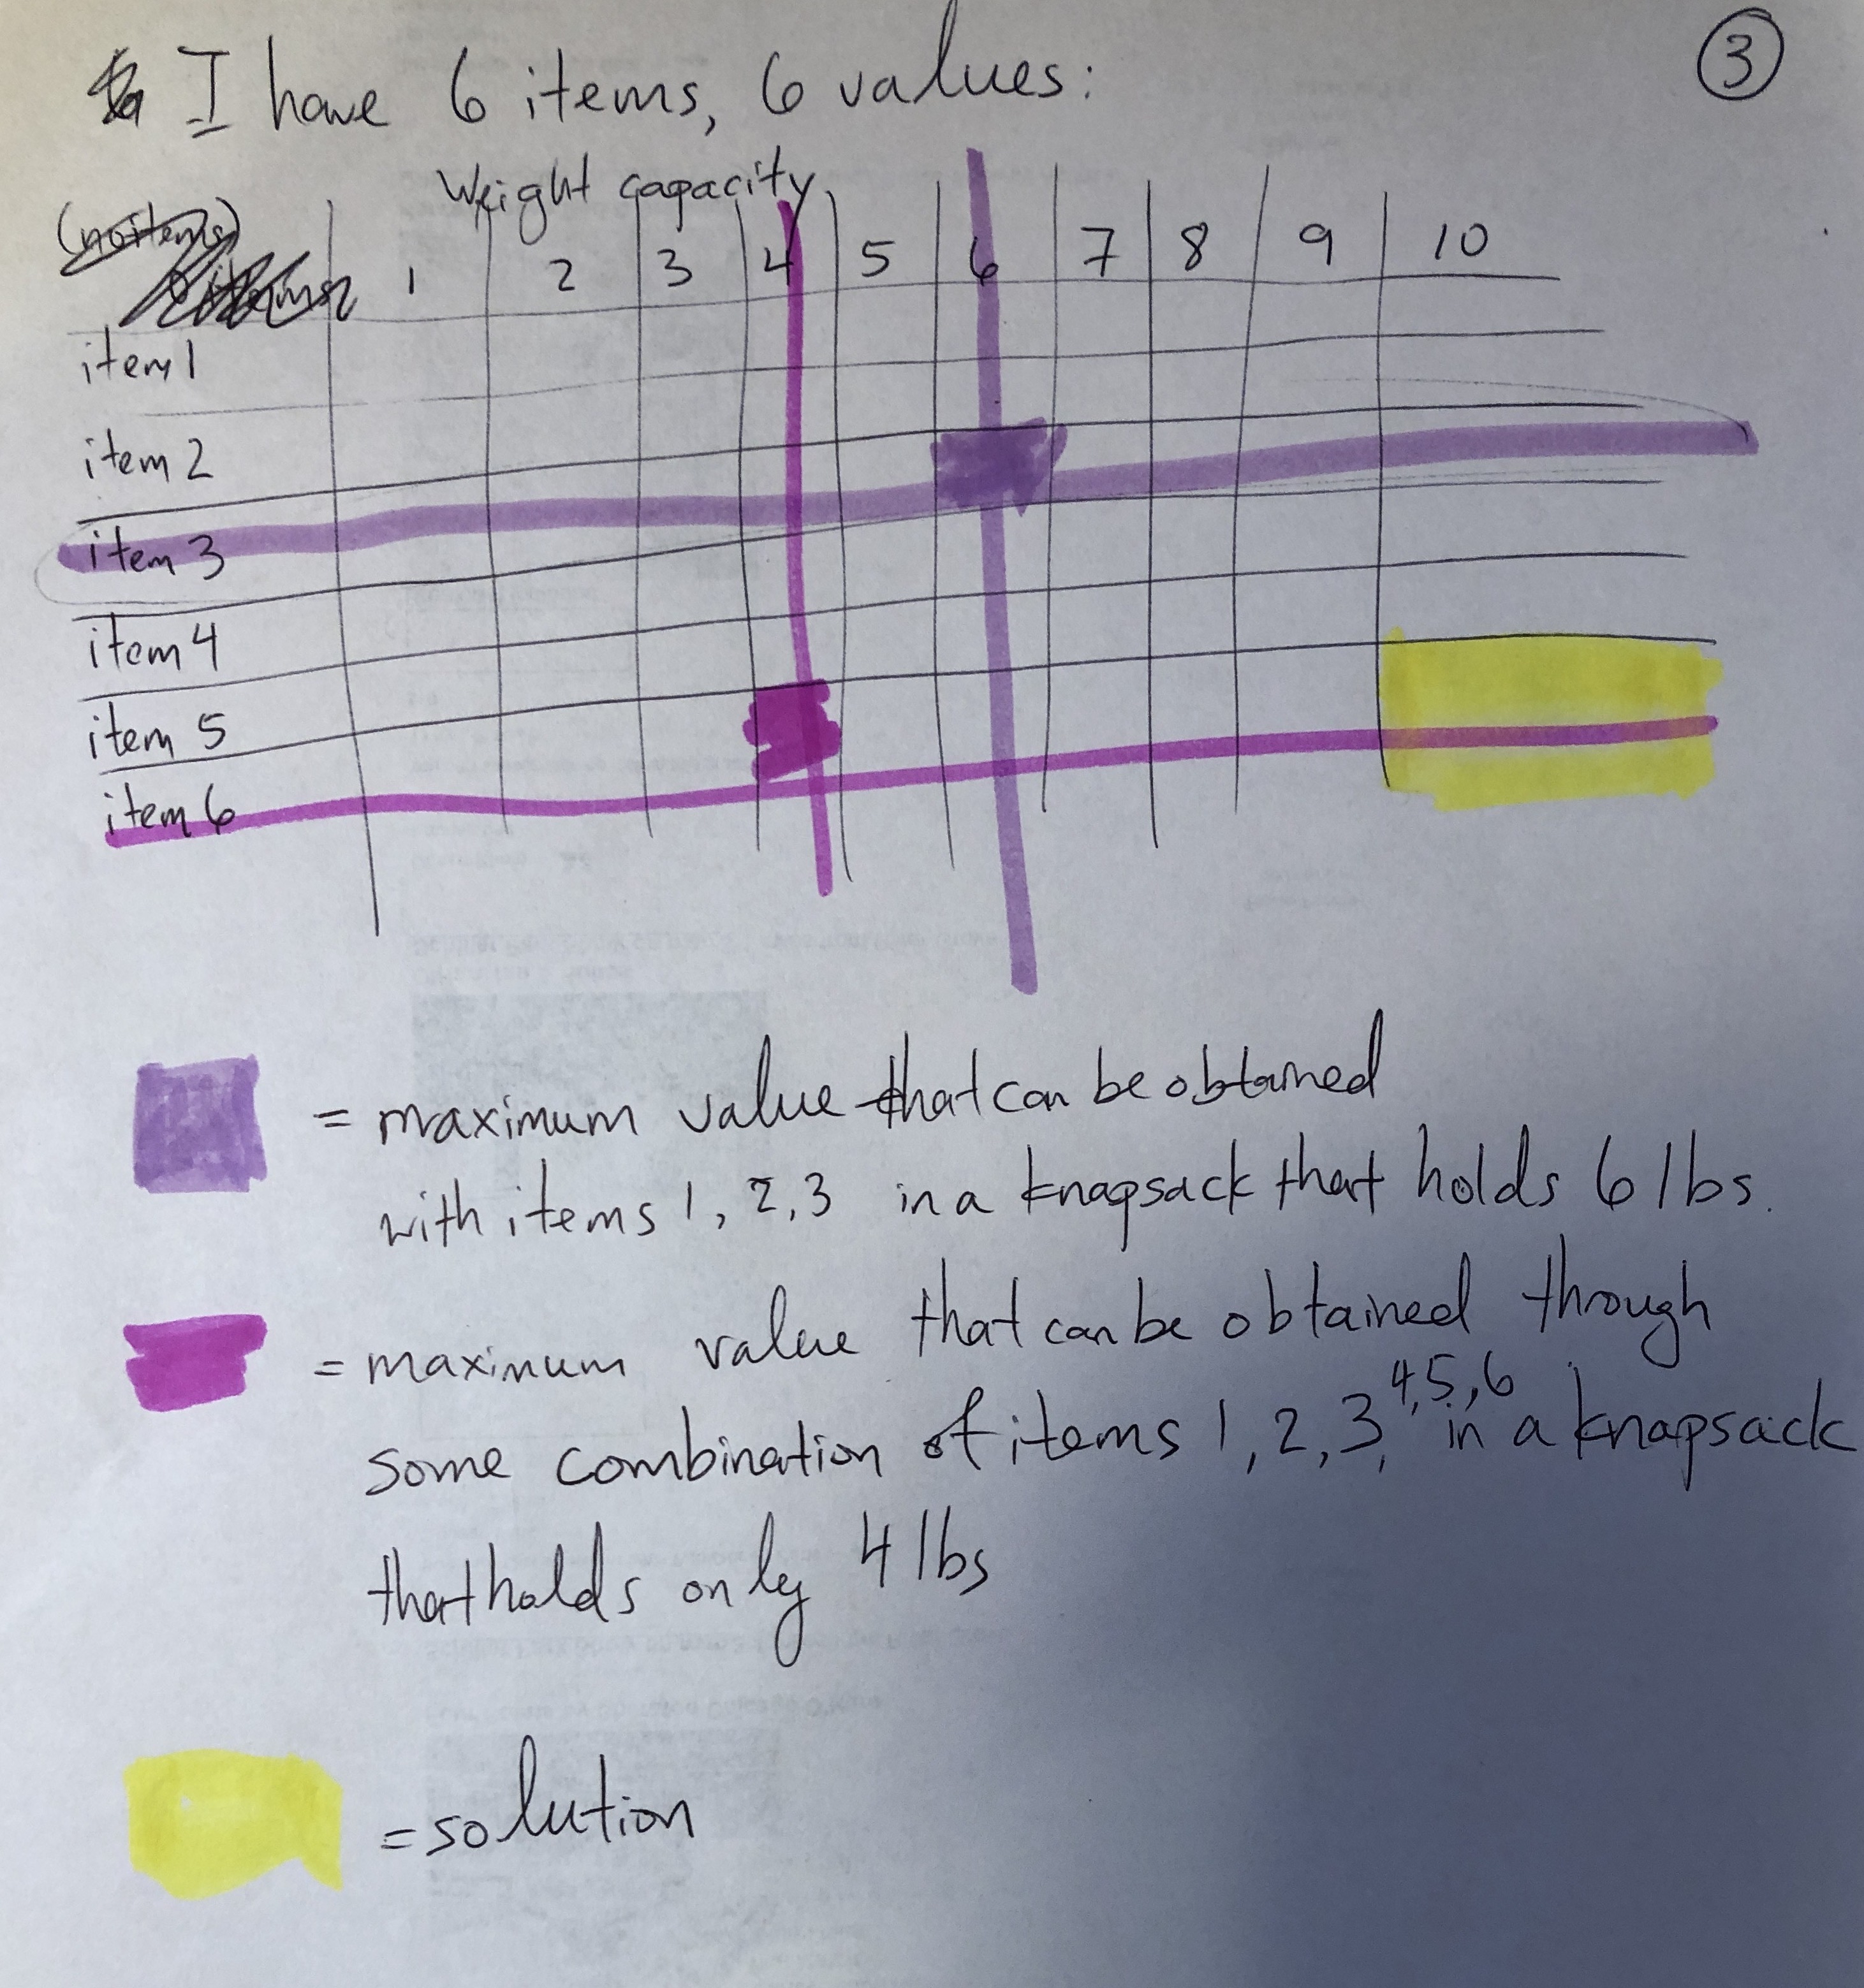 I have 6 items, 6 values:
3
Weight capacity
(no items)
1 2 3 4 5 6 7 8 9 10
item 1
item 2
item 3
item 4
item 5
item 6
= maximum value that can be obtained
with items 1, 2, 3 in a knapsack that holds 6 lbs.
= maximum value that can be obtained through
some combination of items 1, 2, 3, 4, 5, 6 in a knapsack
that holds only 4 lbs
= solution